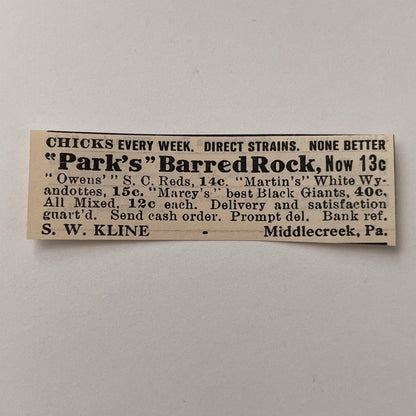 CHICKS EVERY WEEK. DIRECT STRAINS. NONE BETTER
"Park's" Barred Rock, Now 13c
"Owens'" S. C. Reds, 14c. "Martin's" White Wy-
andottes, 15c. "Marcy's" best Black Giants, 40c,
All Mixed, 12c each. Delivery and satisfaction
guart'd. Send cash order. Prompt del. Bank ref.
S. W. KLINE - Middlecreek, Pa.